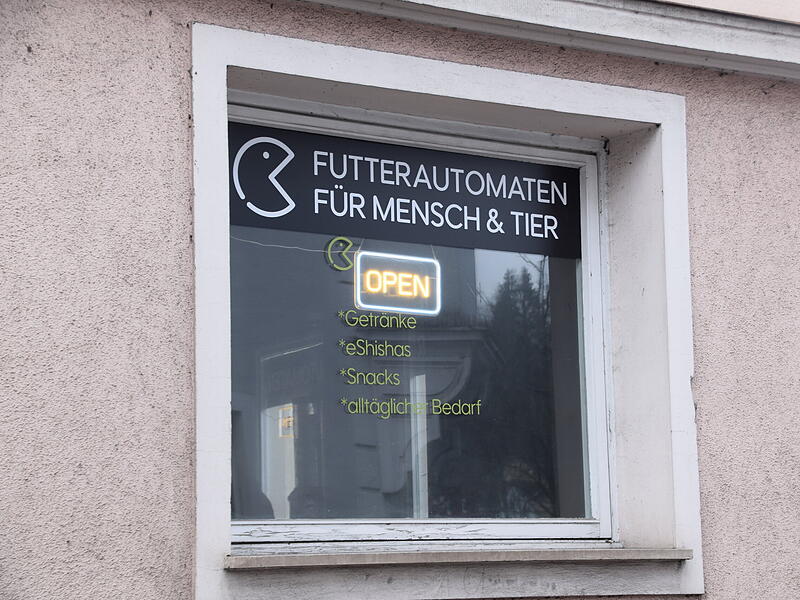 FUTTERAUTOMATEN
FÜR MENSCH & TIER
OPEN
*Getränke
*eShishas
*Snacks
*alltäglicher Bedarf